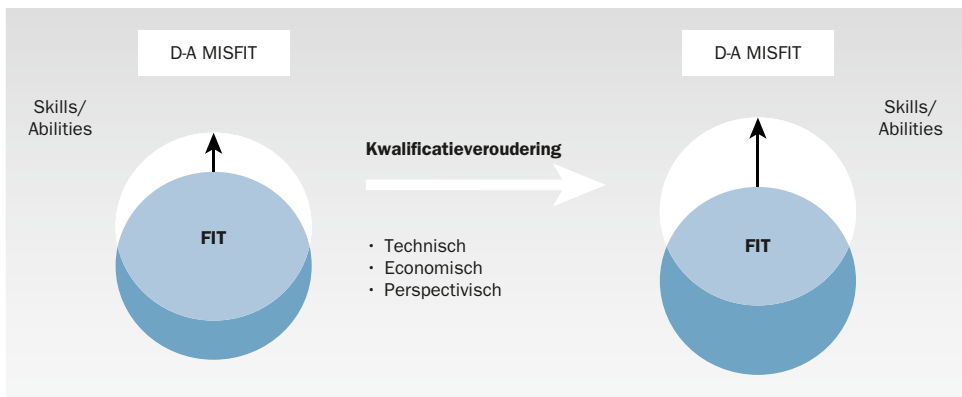 D-A MISFIT
Skills/
Abilities
FIT
Kwalificatieveroudering
· Technisch
· Economisch
· Perspectivisch
D-A MISFIT
Skills/
Abilities
FIT